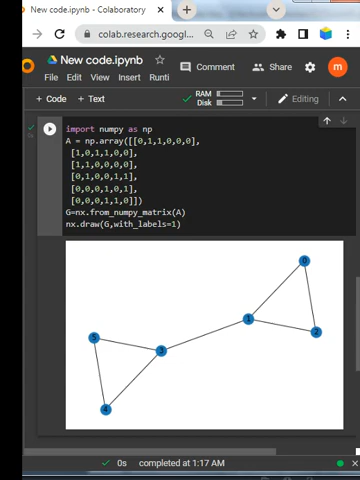 New code.ipynb - Colaboratory
colab.research.googl...
New code.ipynb
Comment
Share
m
File Edit View Insert Runti
+ Code + Text
RAM
Disk
Editing
import numpy as np
A = np.array([[0,1,1,0,0,0],
[1,0,1,1,0,0],
[1,1,0,0,0,0],
[0,1,0,0,1,1],
[0,0,0,1,0,1],
[0,0,0,1,1,0]])
G=nx.from_numpy_matrix(A)
nx.draw(G,with_labels=1)
0
1
2
5
3
4
0s completed at 1:17 AM